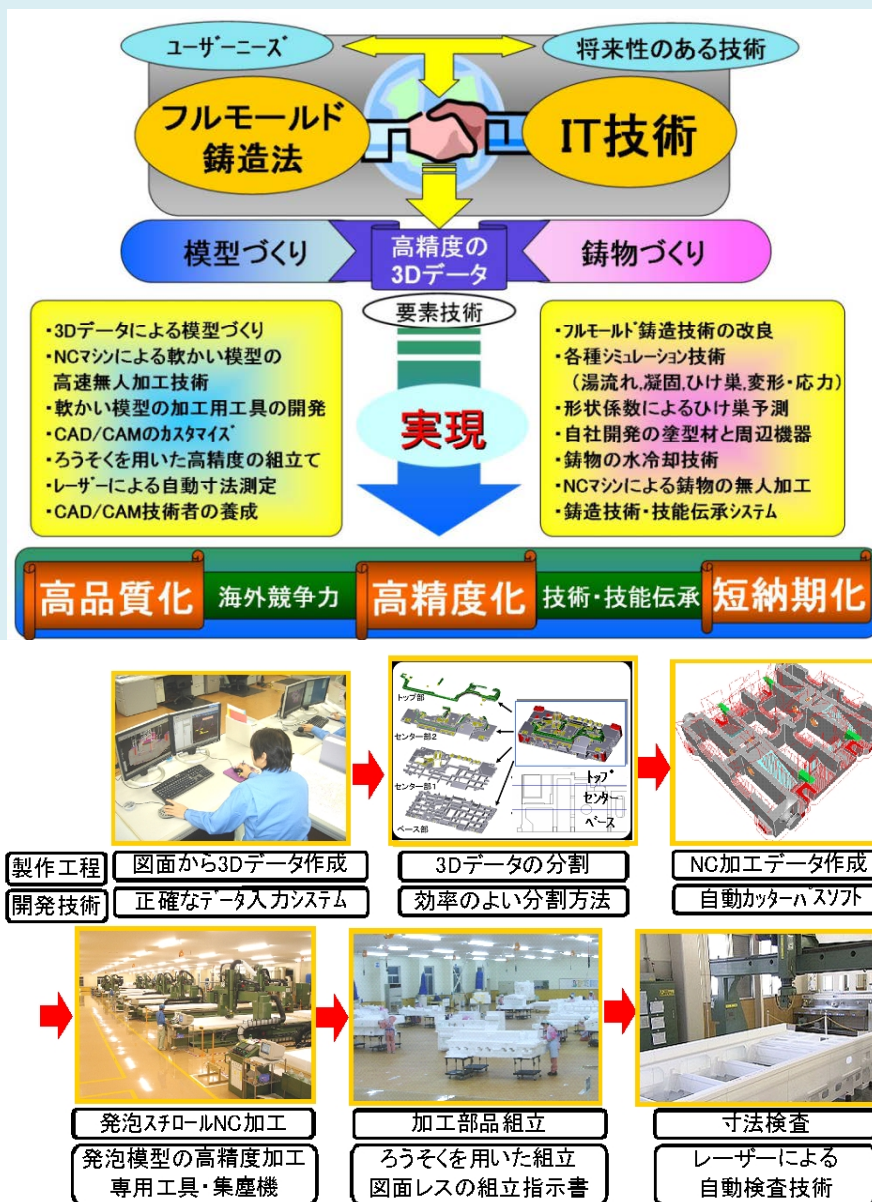 ユーザーニーズ
将来性のある技術
フルモールド
鋳造法
IT技術
模型づくり
高精度の
3Dデータ
鋳物づくり
要素技術
・3Dデータによる模型づくり
・NCマシンによる軟かい模型の
高速無人加工技術
・軟かい模型の加工用工具の開発
・CAD/CAMのカスタマイズ
・ろうそくを用いた高精度の組立て
・レーザーによる自動寸法測定
・CAD/CAM技術者の養成
実現
・フルモールド鋳造技術の改良
・各種シミュレーション技術
（湯流れ,凝固,ひけ巣,変形・応力）
・形状係数によるひけ巣予測
・自社開発の塗型材と周辺機器
・鋳物の水冷却技術
・NCマシンによる鋳物の無人加工
・鋳造技術・技能伝承システム
高品質化
海外競争力
高精度化
技術・技能伝承
短納期化
トップ部
センター部2
センター部1
ベース部
トップ
センター
ベース
製作工程
図面から3Dデータ作成
3Dデータの分割
NC加工データ作成
開発技術
正確なデータ入力システム
効率のよい分割方法
自動カッターパスソフト
発泡スチロールNC加工
加工部品組立
寸法検査
発泡模型の高精度加工
専用工具・集塵機
ろうそくを用いた組立
図面レスの組立指示書
レーザーによる
自動検査技術